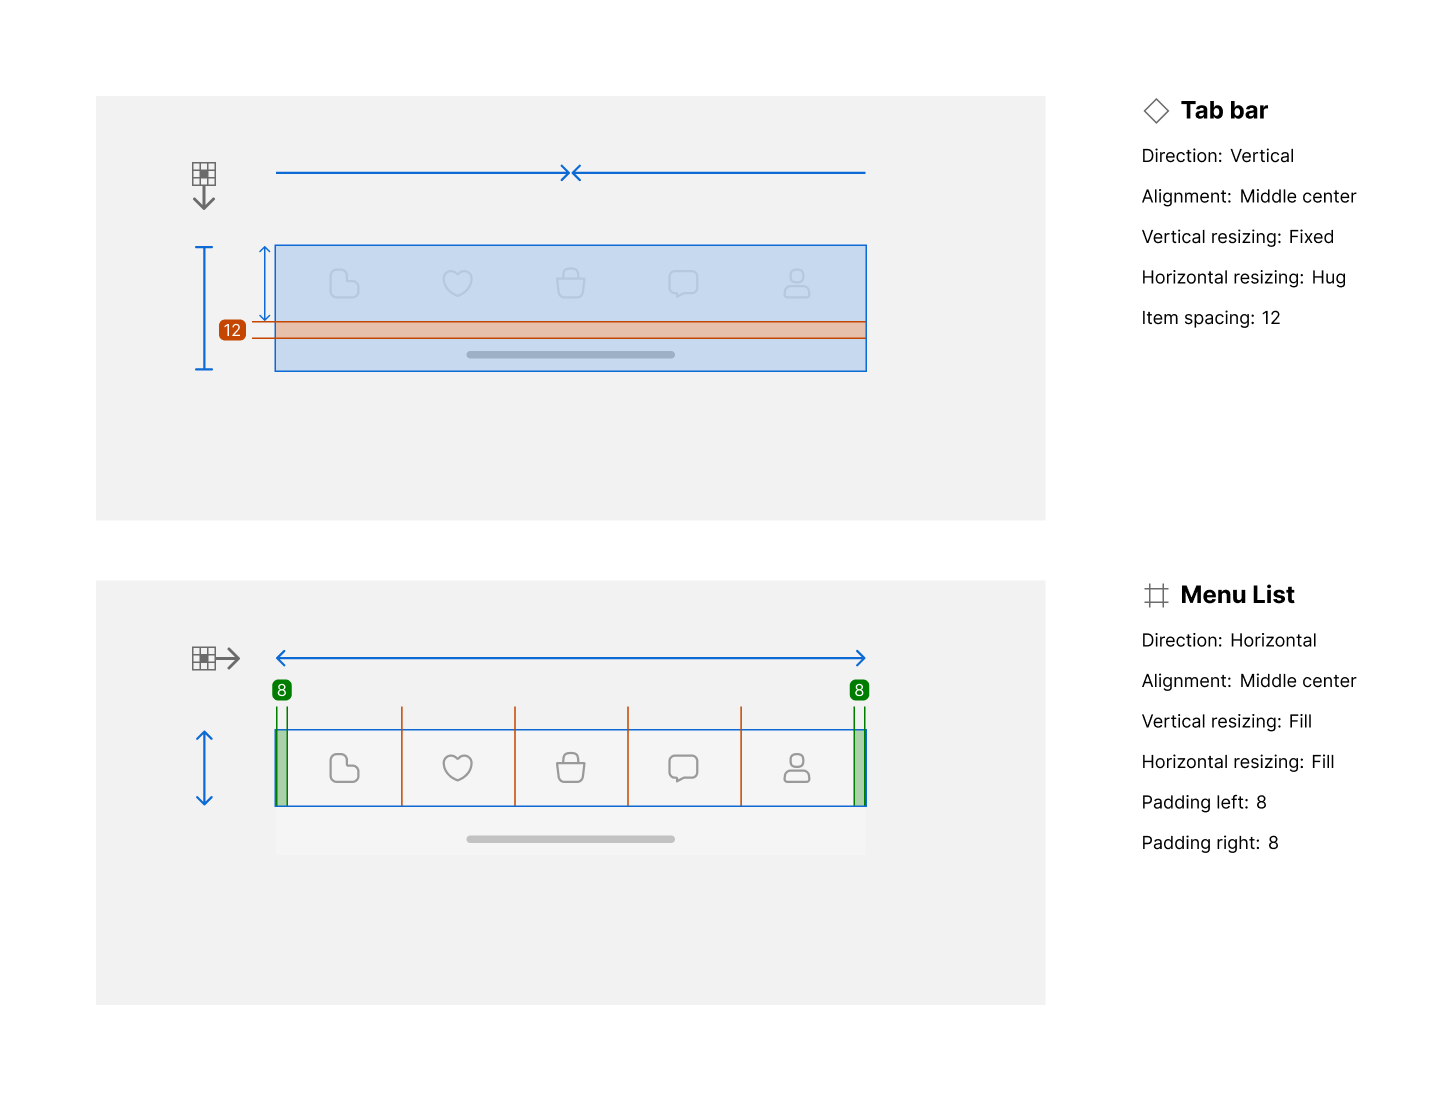 Tab bar
Direction: Vertical
Alignment: Middle center
Vertical resizing: Fixed
Horizontal resizing: Hug
Item spacing: 12
12
Menu List
Direction: Horizontal
Alignment: Middle center
Vertical resizing: Fill
Horizontal resizing: Fill
Padding left: 8
Padding right: 8
8
8